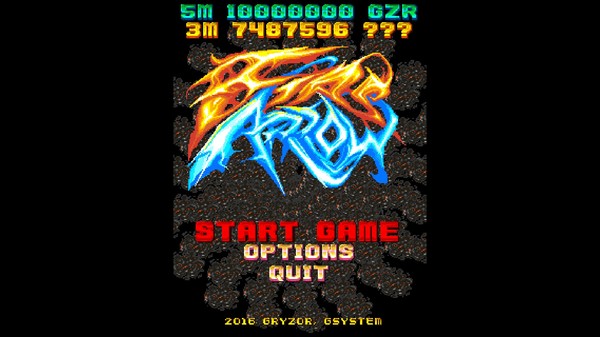 5M 10000000 GZR
3M 7487596 ???
FIRE
ARROW
START GAME
OPTIONS
QUIT
2016 GRYZOR, GSYSTEM